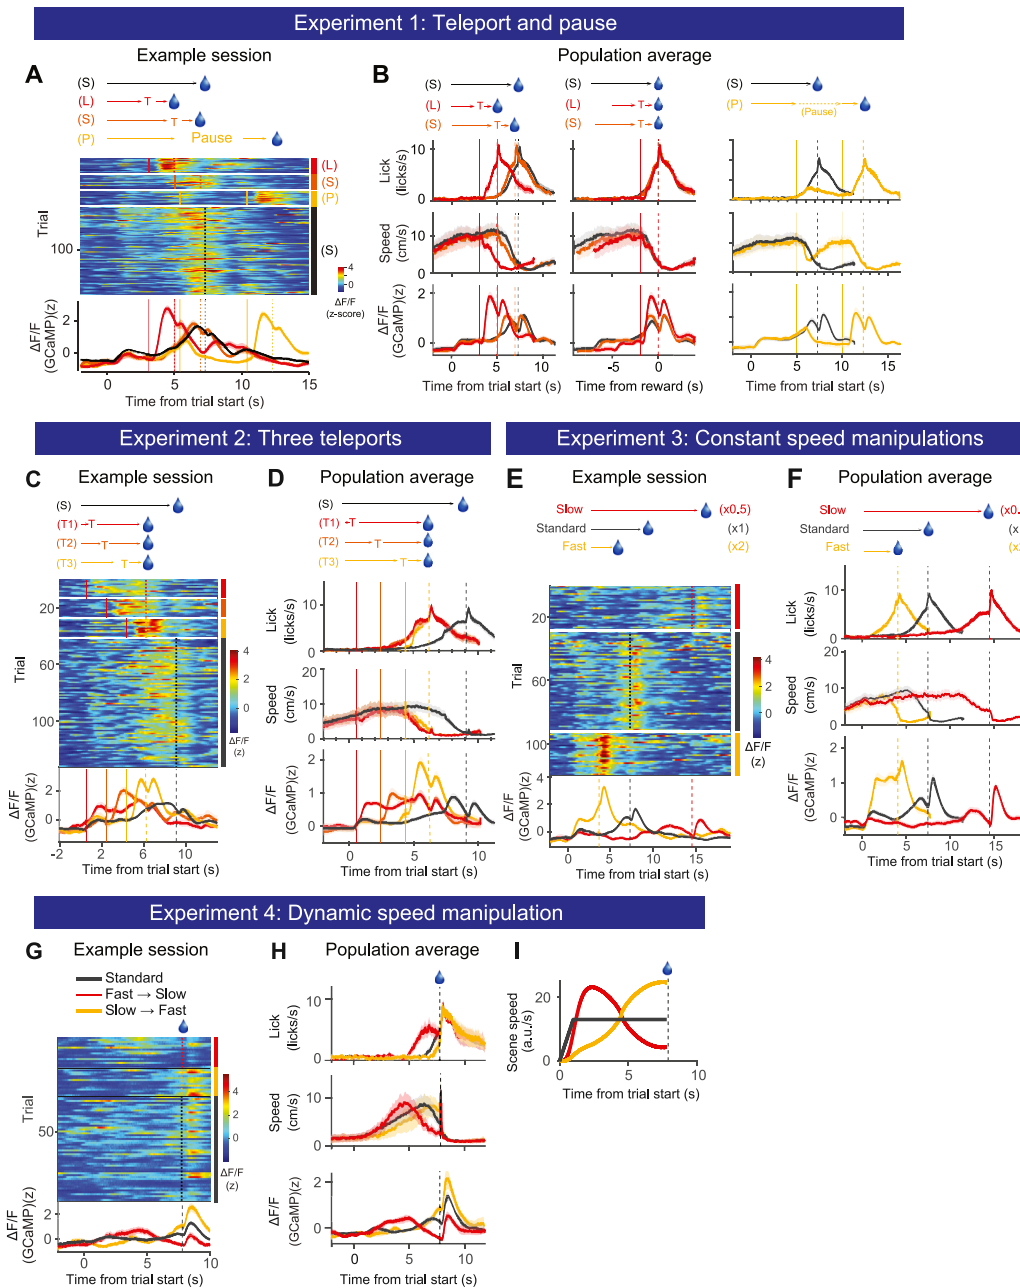 Experiment 1: Teleport and pause
Example session
Population average
A
(S)
(L) T
(S) T
(P) Pause
(L)
(S)
(P)
(S)
Trial
100
4
0
ΔF/F
(z-score)
ΔF/F
(GCaMP)(z)
2
0
0 5 10 15
Time from trial start (s)
B
(S)
(L) T
(S) T
(S)
(L) T
(S) T
(S)
(P)
(Pause)
Lick
(licks/s)
10
0
Speed
(cm/s)
10
0
ΔF/F
(GCaMP)(z)
2
0
0 5 10
Time from trial start (s)
-5 0
Time from reward (s)
0 5 10 15
Time from trial start (s)
Experiment 2: Three teleports
Experiment 3: Constant speed manipulations
C
Example session
(S)
(T1) T
(T2) T
(T3) T
Trial
20
60
100
4
2
0
ΔF/F
(z)
ΔF/F
(GCaMP)(z)
4
2
0
-2 2 6 10
Time from trial start (s)
D
Population average
(S)
(T1) T
(T2) T
(T3) T
Lick
(licks/s)
10
0
Speed
(cm/s)
20
10
0
ΔF/F
(GCaMP)(z)
2
1
0
0 5 10
Time from trial start (s)
E
Example session
Slow (x0.5)
Standard (x1)
Fast (x2)
Trial
20
60
100
4
2
0
ΔF/F
(z)
ΔF/F
(GCaMP)(z)
4
2
0
0 5 10 15
Time from trial start (s)
F
Population average
Slow (x0.
Standard (x
Fast (x
Lick
(licks/s)
10
0
Speed
(cm/s)
20
10
0
ΔF/F
(GCaMP)(z)
2
1
0
0 5 10 15
Time from trial start (s)
Experiment 4: Dynamic speed manipulation
G
Example session
Standard
Fast → Slow
Slow → Fast
Trial
50
4
2
0
ΔF/F
(z)
ΔF/F
(GCaMP)(z)
2
0
0 5 10
Time from trial start (s)
H
Population average
Lick
(licks/s)
10
0
Speed
(cm/s)
10
0
ΔF/F
(GCaMP)(z)
2
0
0 5 10
Time from trial start (s)
I
Scene speed
(a.u./s)
20
0
0 5 10
Time from trial start (s)